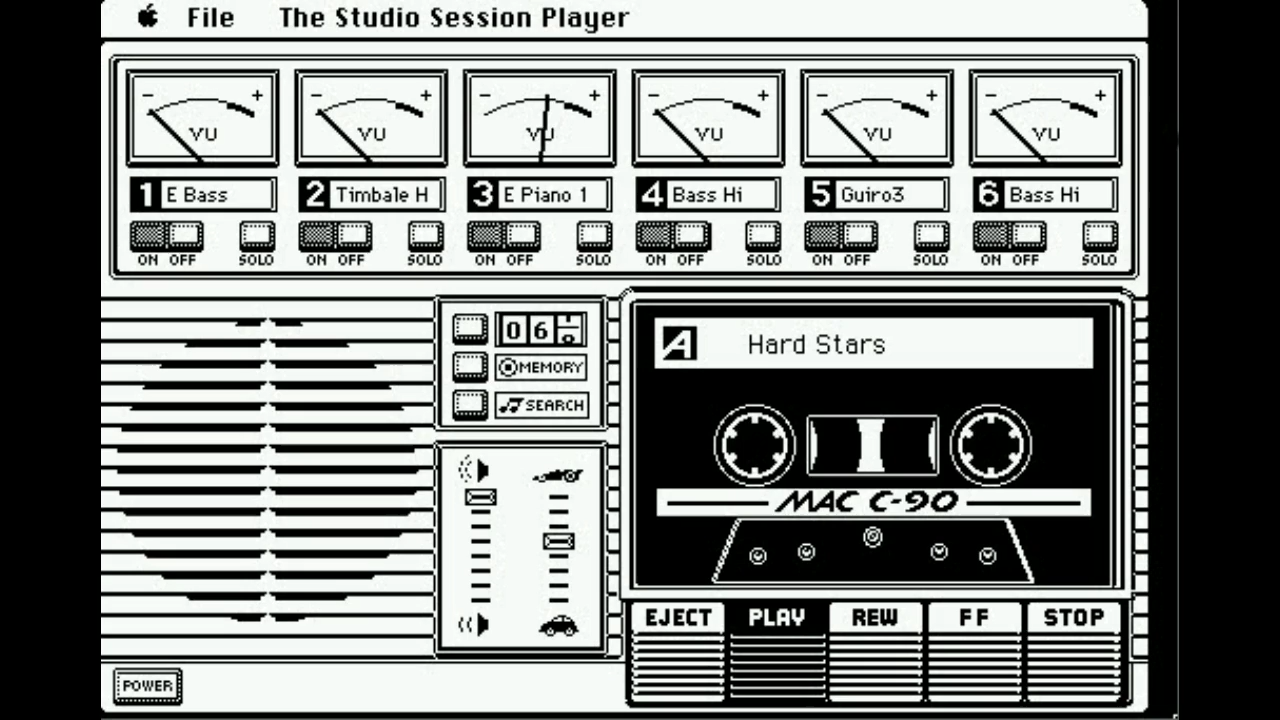 File The Studio Session Player
- + - + - + - + - + - +
VU VU VU VU VU VU
1 E Bass 2 Timbale H 3 E Piano 1 4 Bass Hi 5 Guiro3 6 Bass Hi
ON OFF SOLO ON OFF SOLO ON OFF SOLO ON OFF SOLO ON OFF SOLO ON OFF SOLO
06
MEMORY
SEARCH
A Hard Stars
MAC C-90
EJECT PLAY REW FF STOP
POWER